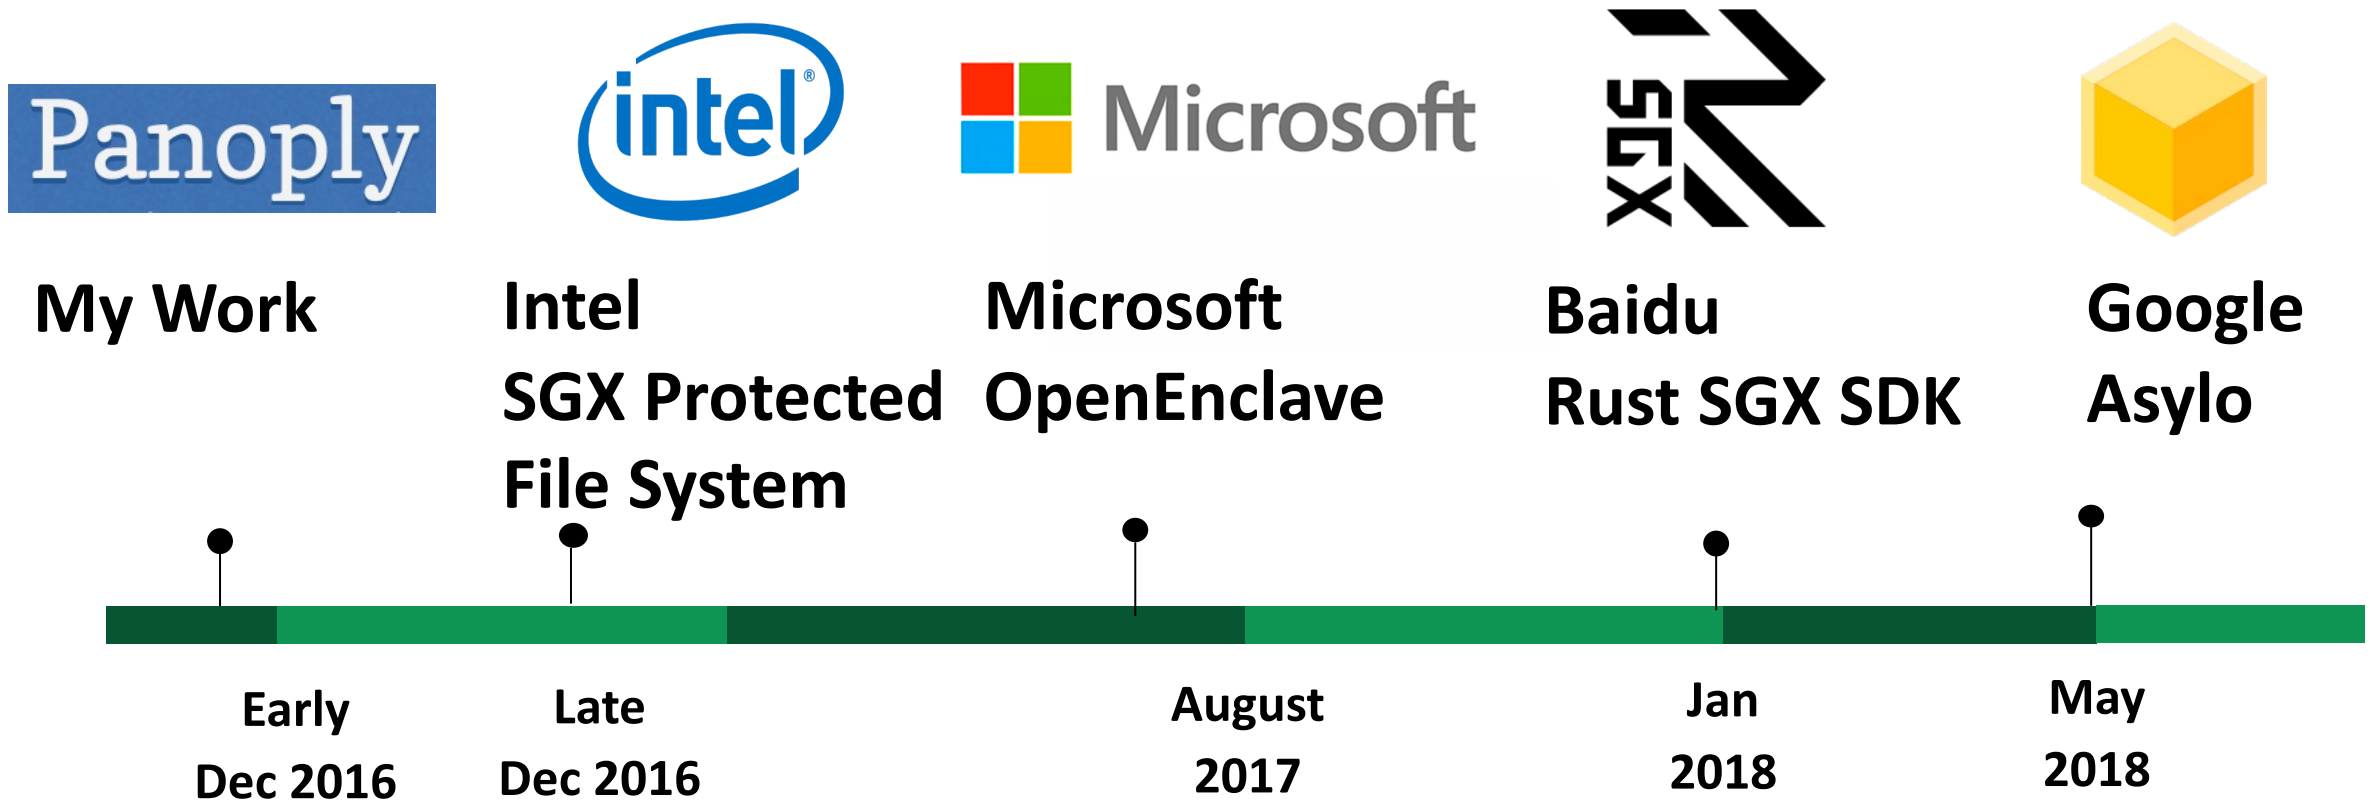 Panoply
intel®
Microsoft
SGX
My Work
Intel
SGX Protected
File System
Microsoft
OpenEnclave
Baidu
Rust SGX SDK
Google
Asylo
Early
Dec 2016
Late
Dec 2016
August
2017
Jan
2018
May
2018